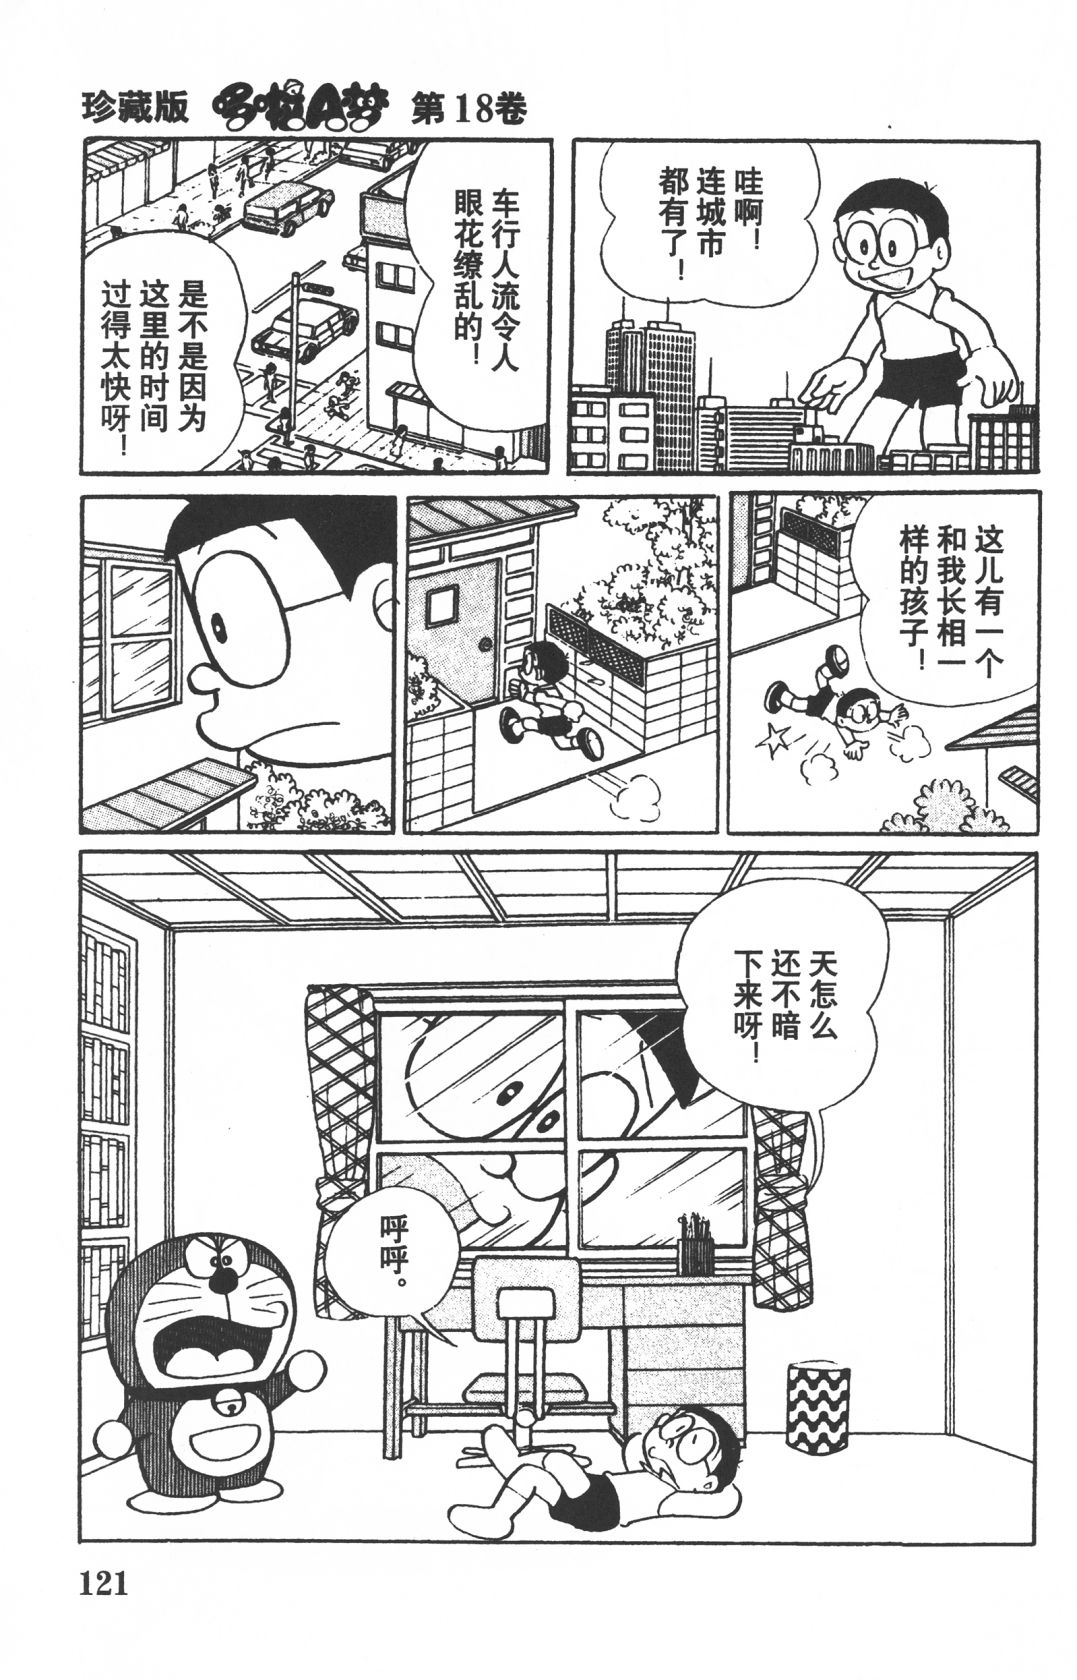 珍藏版 哆啦A梦 第18卷
哇啊！
连城市
都有了！
车行人流令人
眼花缭乱的！
是不是因为
这里的时间
过得太快呀！
这儿有一个
和我长相一
样的孩子！
天怎么
还不暗
下来呀！
呼
呼。
121